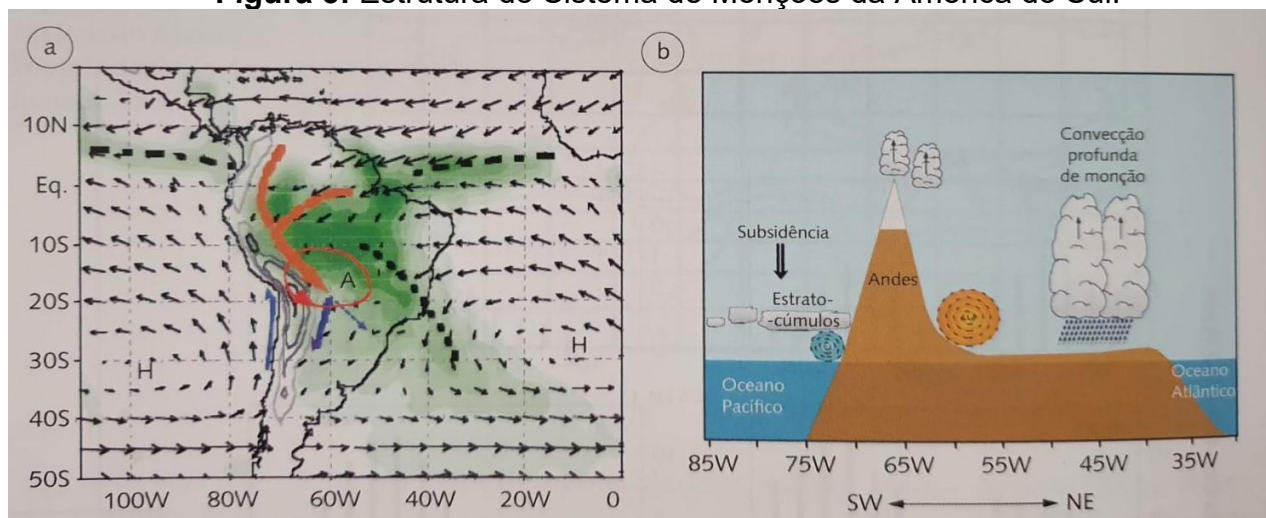 Figura 3. Estrutura do Sistema de Monções da América do Sul.
a
10N
Eq.
10S
20S
30S
40S
50S
100W 80W 60W 40W 20W 0
H
A
H
b
Convecção
profunda
de monção
Subsidência
Andes
Estrato-
-cúmulos
Oceano
Pacífico
Oceano
Atlântico
85W 75W 65W 55W 45W 35W
SW NE